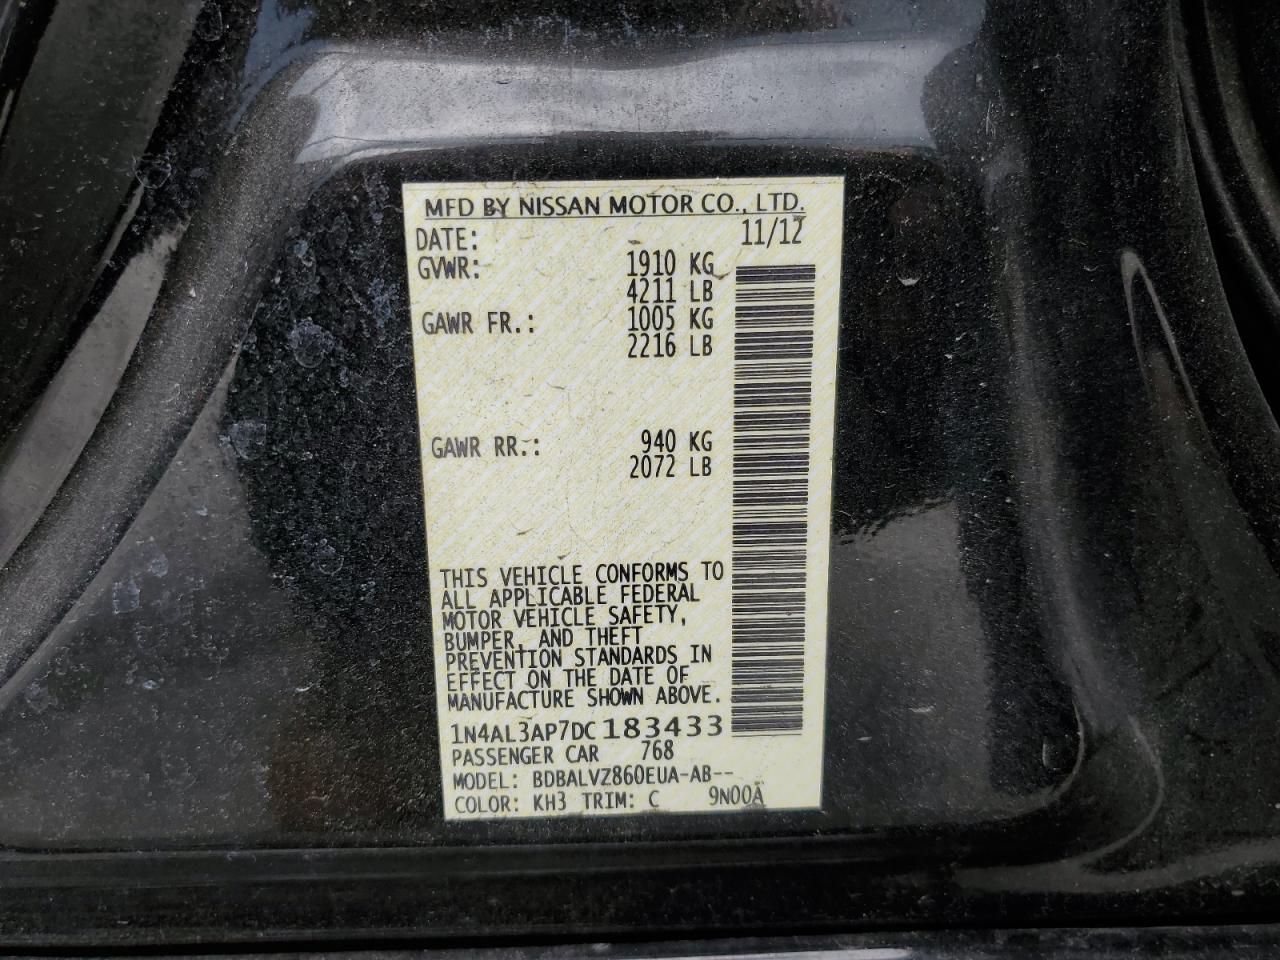 MFD BY NISSAN MOTOR CO., LTD.
DATE: 11/12
GVWR: 1910 KG
4211 LB
GAWR FR.: 1005 KG
2216 LB
GAWR RR.: 940 KG
2072 LB
THIS VEHICLE CONFORMS TO
ALL APPLICABLE FEDERAL
MOTOR VEHICLE SAFETY,
BUMPER, AND THEFT
PREVENTION STANDARDS IN
EFFECT ON THE DATE OF
MANUFACTURE SHOWN ABOVE.
1N4AL3AP7DC183433
PASSENGER CAR 768
MODEL: BDBALVZ860EUA-AB--
COLOR: KH3 TRIM: C 9N00A